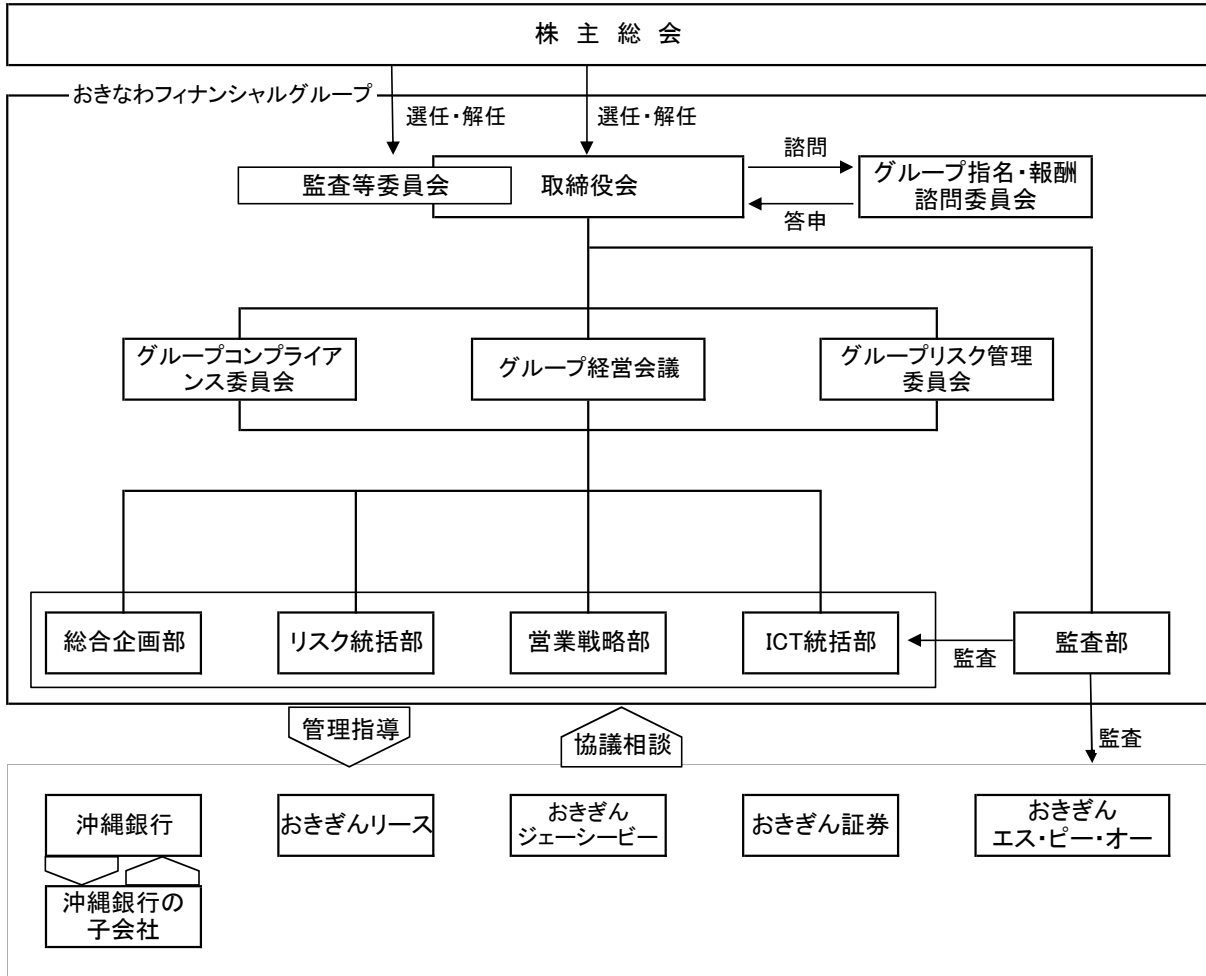 株 主 総 会
おきなわフィナンシャルグループ
選任・解任
選任・解任
監査等委員会
取締役会
諮問
答申
グループ指名・報酬
諮問委員会
グループコンプライア
ンス委員会
グループ経営会議
グループリスク管理
委員会
総合企画部
リスク統括部
営業戦略部
ICT統括部
監査
監査部
管理指導
協議相談
監査
沖縄銀行
おきぎんリース
おきぎん
ジェーシービー
おきぎん証券
おきぎん
エス・ピー・オー
沖縄銀行の
子会社